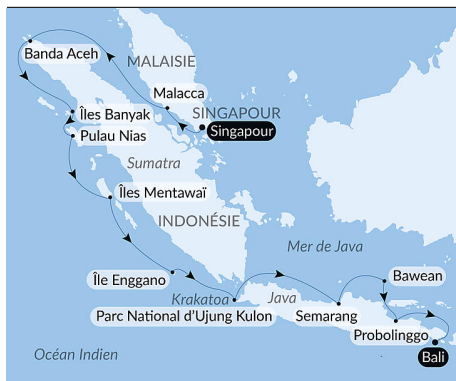 Banda Aceh
MALAISIE
Malacca
SINGAPOUR
Singapour
Îles Banyak
Pulau Nias
Sumatra
Îles Mentawaï
INDONÉSIE
Mer de Java
Île Enggano
Bawean
Krakatoa
Java
Parc National d'Ujung Kulon
Semarang
Probolinggo
Océan Indien
Bali